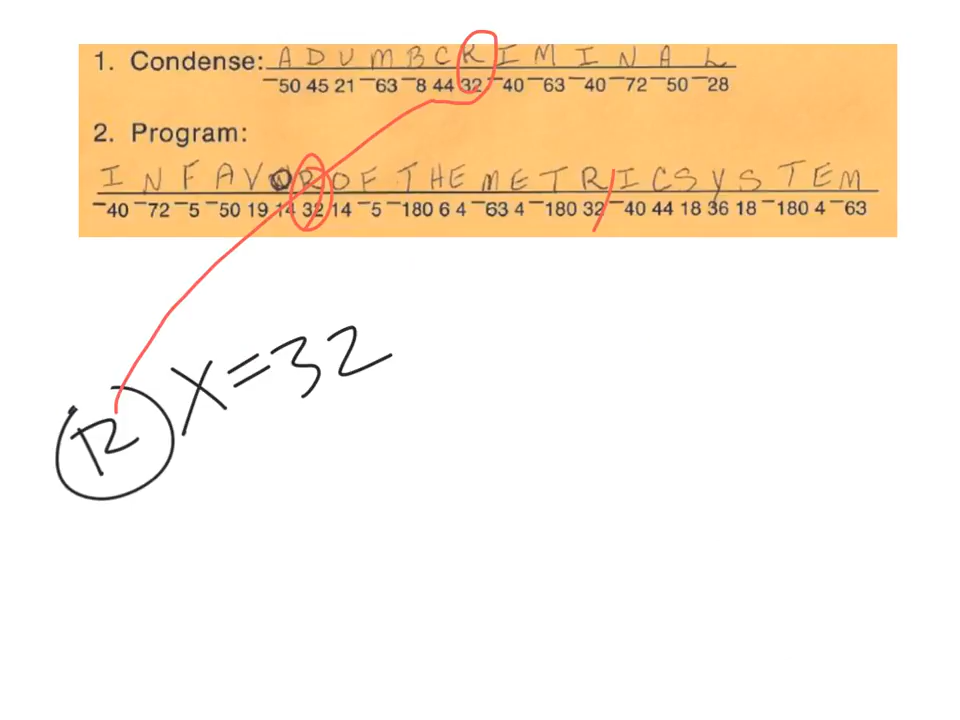 1. Condense: A D U M B C R I M I N A L
⁻50 45 21 ⁻63 ⁻8 44 32 ⁻40 ⁻63 ⁻40 ⁻72 ⁻50 ⁻28
2. Program:
I N F A V O R O F T H E M E T R I C S Y S T E M
⁻40 ⁻72 ⁻5 ⁻50 19 14 32 14 ⁻5 ⁻180 6 4 ⁻63 4 ⁻180 32 ⁻40 44 18 36 18 ⁻180 4 ⁻63
R X=32